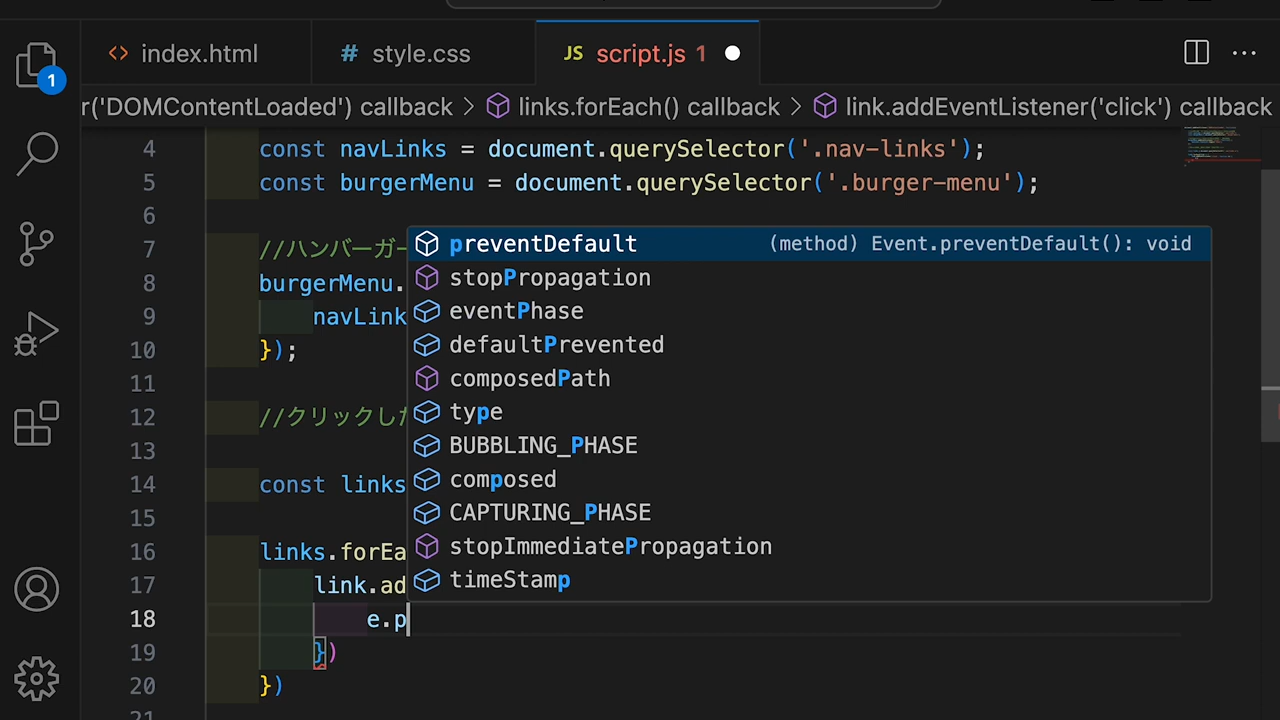 index.html
style.css
JS script.js 1
r('DOMContentLoaded') callback > links.forEach() callback > link.addEventListener('click') callback
4 const navLinks = document.querySelector('.nav-links');
5 const burgerMenu = document.querySelector('.burger-menu');
6
7 //ハンバーガー
8 burgerMenu.
9 navLink
10 });
11
12 //クリックした
13
14 const links
15
16 links.forEa
17 link.ad
18 e.p
19 })
20 })
21
preventDefault (method) Event.preventDefault(): void
stopPropagation
eventPhase
defaultPrevented
composedPath
type
BUBBLING_PHASE
composed
CAPTURING_PHASE
stopImmediatePropagation
timeStamp
1